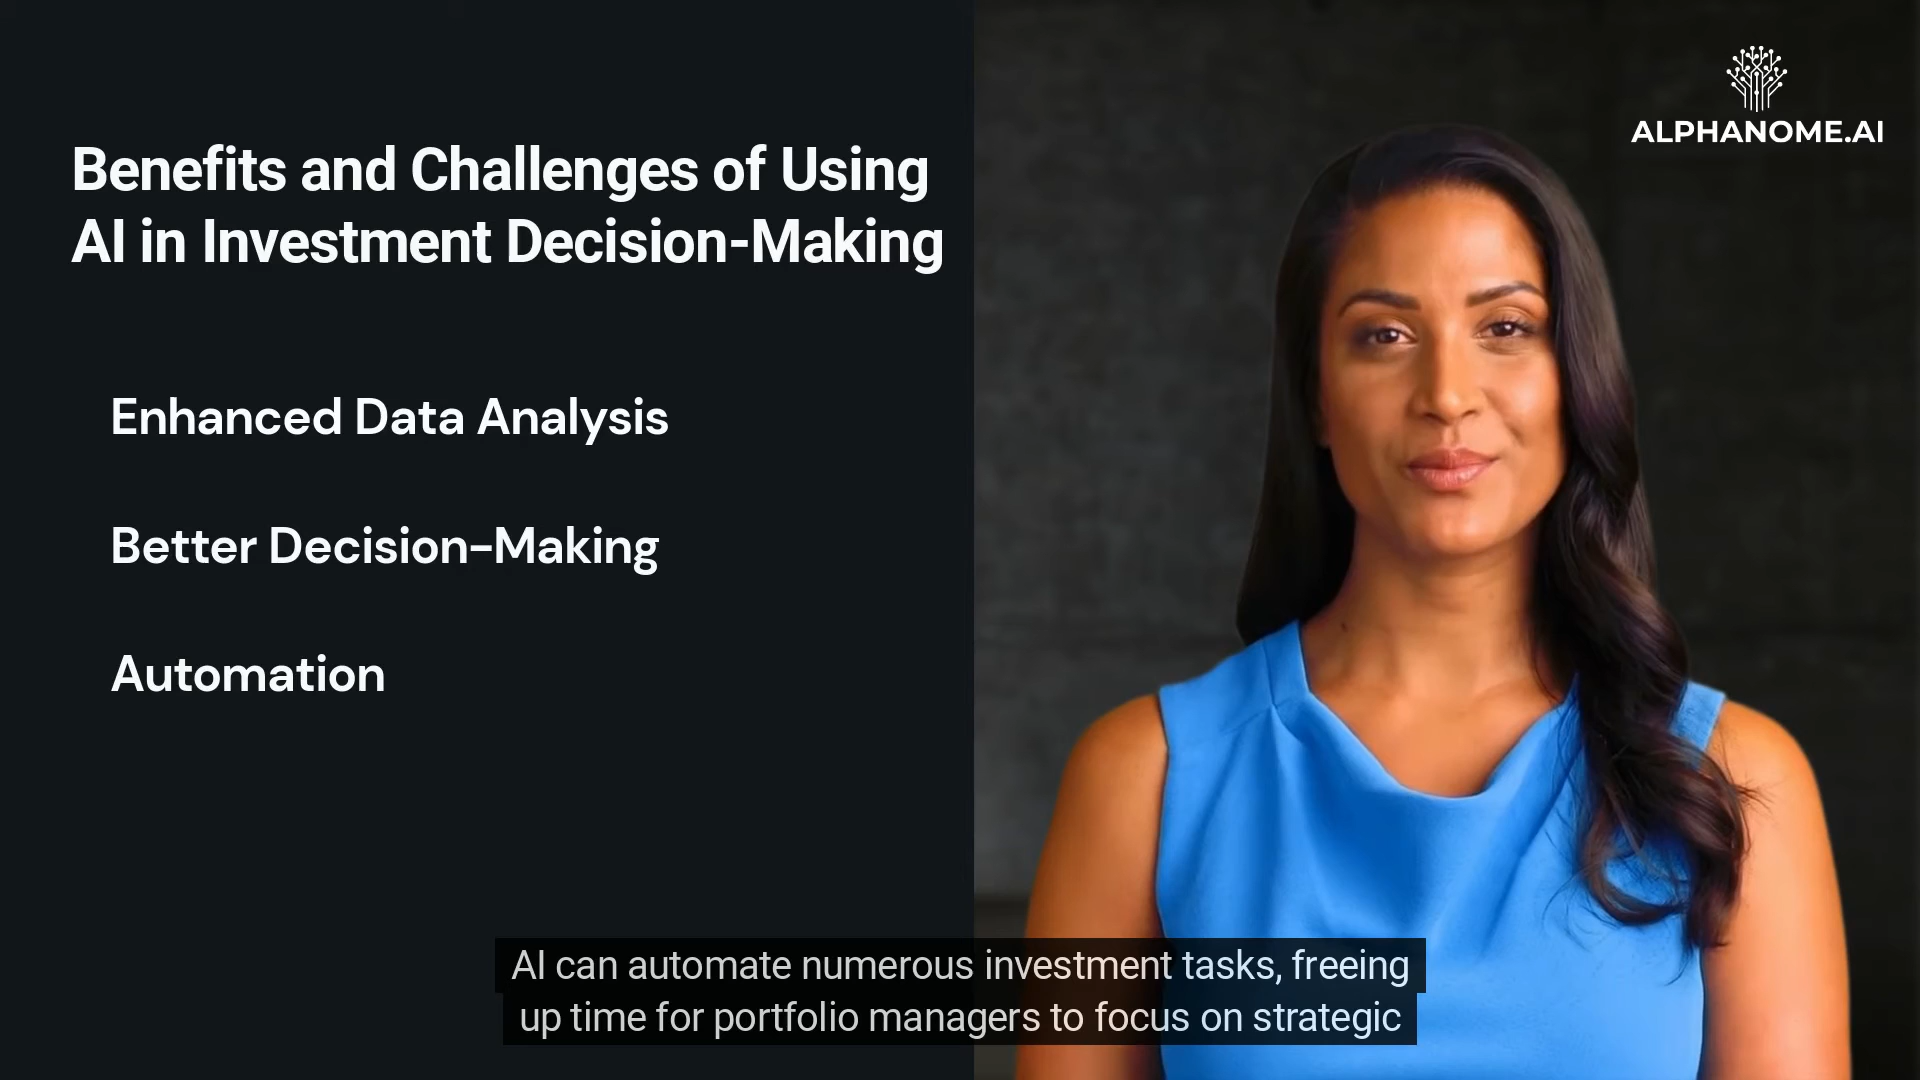 ALPHANOME.AI
Benefits and Challenges of Using
AI in Investment Decision-Making
Enhanced Data Analysis
Better Decision-Making
Automation
AI can automate numerous investment tasks, freeing
up time for portfolio managers to focus on strategic